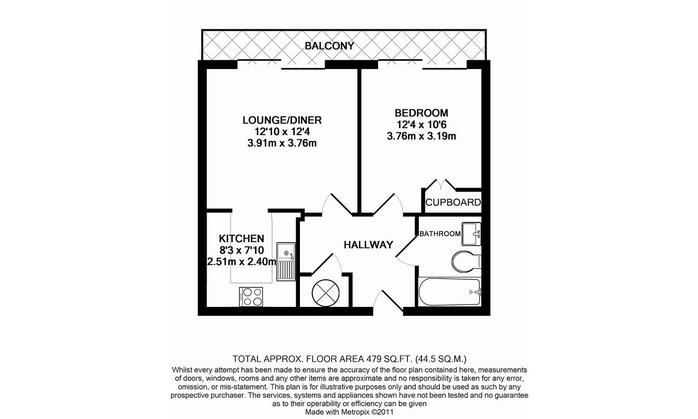 BALCONY
LOUNGE/DINER
12'10 x 12'4
3.91m x 3.76m
BEDROOM
12'4 x 10'6
3.76m x 3.19m
CUPBOARD
KITCHEN
8'3 x 7'10
2.51m x 2.40m
HALLWAY
BATHROOM
TOTAL APPROX. FLOOR AREA 479 SQ.FT. (44.5 SQ.M.)
Whilst every attempt has been made to ensure the accuracy of the floor plan contained here, measurements
of doors, windows, rooms and any other items are approximate and no responsibility is taken for any error,
omission, or mis-statement. This plan is for illustrative purposes only and should be used as such by any
prospective purchaser. The services, systems and appliances shown have not been tested and no guarantee
as to their operability or efficiency can be given
Made with Metropix ©2011